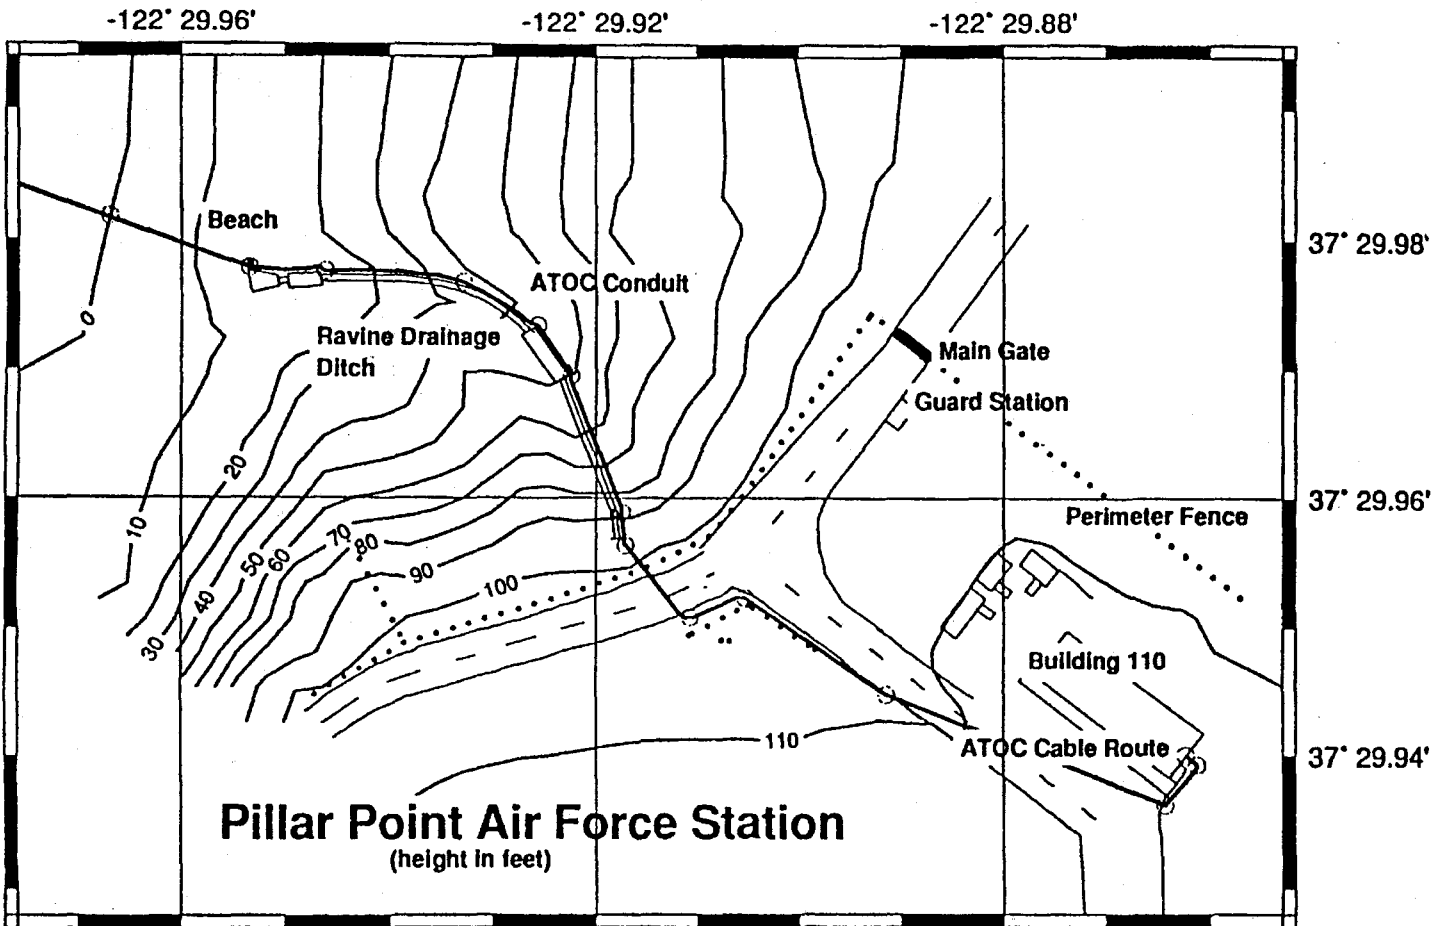 -122° 29.96'
-122° 29.92'
-122° 29.88'
Beach
37° 29.98'
ATOC Conduit
0
Ravine Drainage
Ditch
Main Gate
Guard Station
20
10
37° 29.96'
Perimeter Fence
70
80
50
60
90
100
40
30
Building 110
110
ATOC Cable Route
37° 29.94'
Pillar Point Air Force Station
(height in feet)